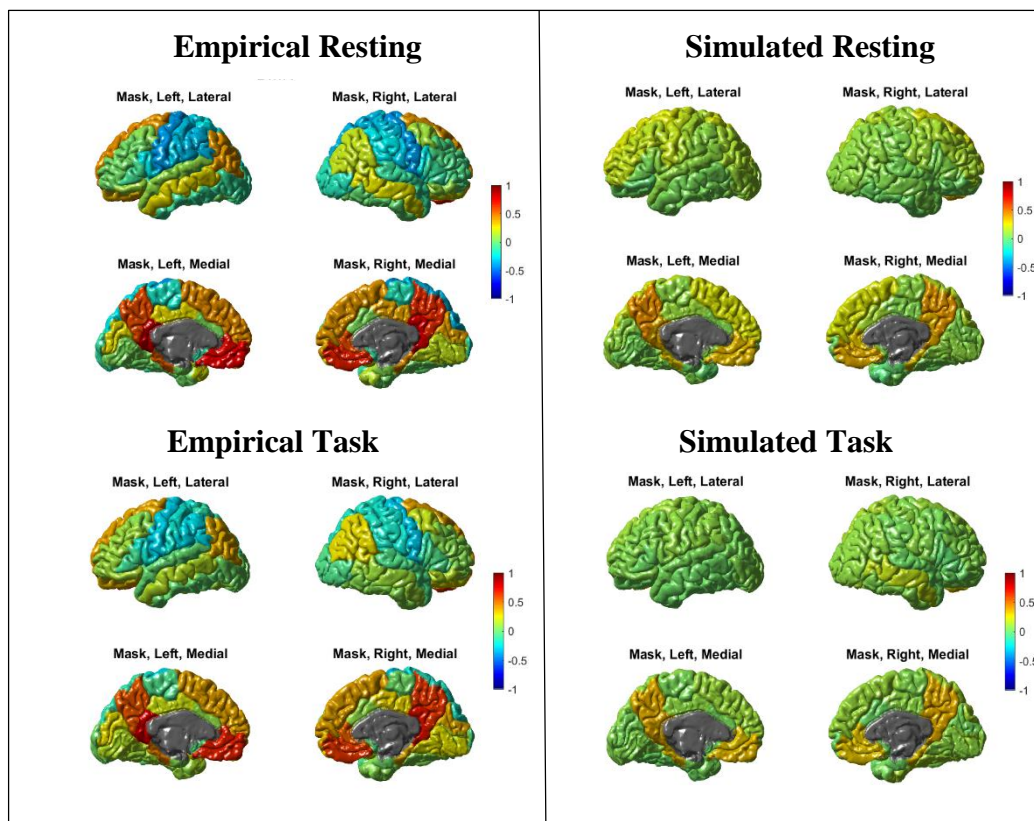 Empirical Resting
Mask, Left, Lateral
Mask, Right, Lateral
1
0.5
0
-0.5
-1
Mask, Left, Medial
Mask, Right, Medial
Simulated Resting
Mask, Left, Lateral
Mask, Right, Lateral
1
0.5
0
-0.5
-1
Mask, Left, Medial
Mask, Right, Medial
Empirical Task
Mask, Left, Lateral
Mask, Right, Lateral
1
0.5
0
-0.5
-1
Mask, Left, Medial
Mask, Right, Medial
Simulated Task
Mask, Left, Lateral
Mask, Right, Lateral
1
0.5
0
-0.5
-1
Mask, Left, Medial
Mask, Right, Medial